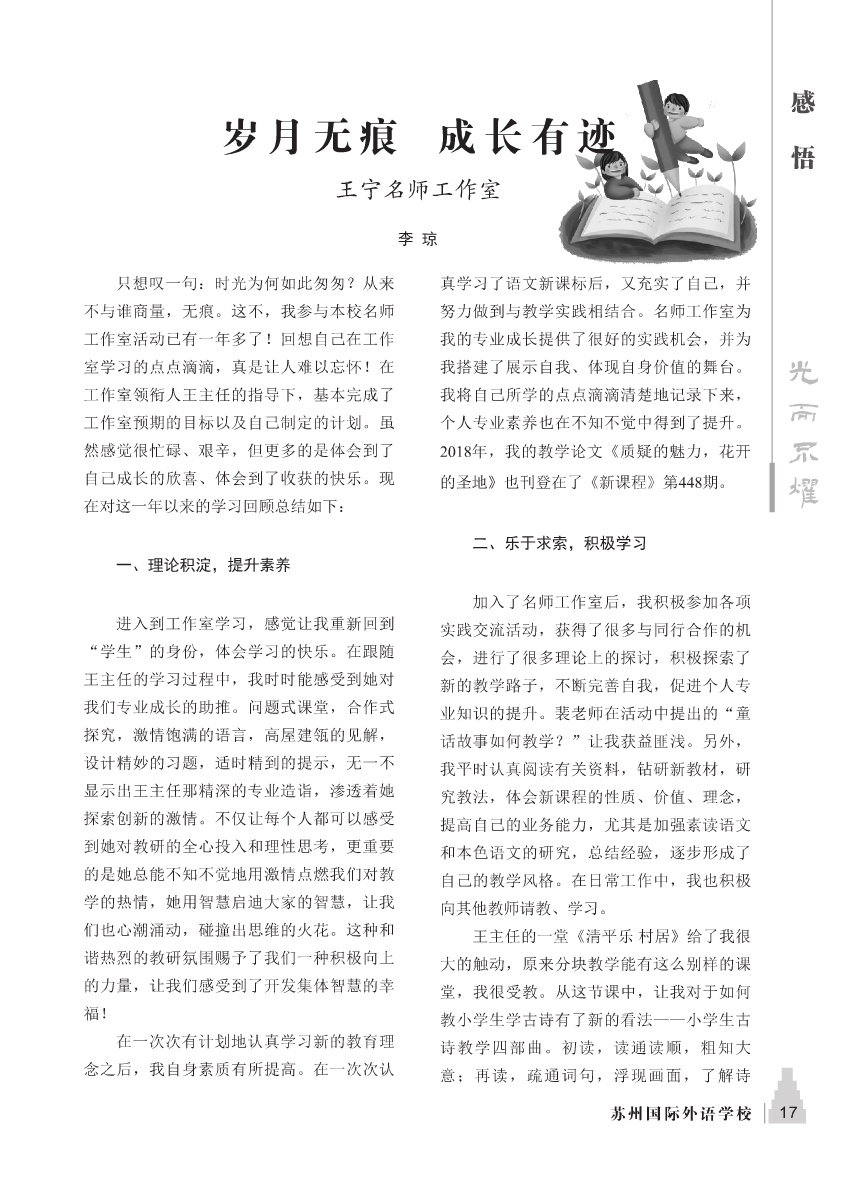 岁月无痕 成长有迹
王宁名师工作室
李 琼
只想叹一句：时光为何如此匆匆？从来
不与谁商量，无痕。这不，我参与本校名师
工作室活动已有一年多了！回想自己在工作
室学习的点点滴滴，真是让人难以忘怀！在
工作室领衔人王主任的指导下，基本完成了
工作室预期的目标以及自己制定的计划。虽
然感觉很忙碌、艰辛，但更多的是体会到了
自己成长的欣喜、体会到了收获的快乐。现
在对这一年以来的学习回顾总结如下：
一、理论积淀，提升素养
进入到工作室学习，感觉让我重新回到
“学生”的身份，体会学习的快乐。在跟随
王主任的学习过程中，我时时能感受到她对
我们专业成长的助推。问题式课堂，合作式
探究，激情饱满的语言，高屋建瓴的见解，
设计精妙的习题，适时精到的提示，无一不
显示出王主任那精深的专业造诣，渗透着她
探索创新的激情。不仅让每个人都可以感受
到她对教研的全心投入和理性思考，更重要
的是她总能不知不觉地用激情点燃我们对教
学的热情，她用智慧启迪大家的智慧，让我
们也心潮涌动，碰撞出思维的火花。这种和
谐热烈的教研氛围赐予了我们一种积极向上
的力量，让我们感受到了开发集体智慧的幸
福！
在一次次有计划地认真学习新的教育理
念之后，我自身素质有所提高。在一次次认
真学习了语文新课标后，又充实了自己，并
努力做到与教学实践相结合。名师工作室为
我的专业成长提供了很好的实践机会，并为
我搭建了展示自我、体现自身价值的舞台。
我将自己所学的点点滴滴清楚地记录下来，
个人专业素养也在不知不觉中得到了提升。
2018年，我的教学论文《质疑的魅力，花开
的圣地》也刊登在了《新课程》第448期。
二、乐于求索，积极学习
加入了名师工作室后，我积极参加各项
实践交流活动，获得了很多与同行合作的机
会，进行了很多理论上的探讨，积极探索了
新的教学路子，不断完善自我，促进个人专
业知识的提升。裴老师在活动中提出的“童
话故事如何教学？”让我获益匪浅。另外，
我平时认真阅读有关资料，钻研新教材，研
究教法，体会新课程的性质、价值、理念，
提高自己的业务能力，尤其是加强素读语文
和本色语文的研究，总结经验，逐步形成了
自己的教学风格。在日常工作中，我也积极
向其他教师请教、学习。
王主任的一堂《清平乐 村居》给了我很
大的触动，原来分块教学能有这么别样的课
堂，我很受教。从这节课中，让我对于如何
教小学生学古诗有了新的看法——小学生古
诗教学四部曲。初读，读通读顺，粗知大
意；再读，疏通词句，浮现画面，了解诗
感悟
光而不耀
苏州国际外语学校 17